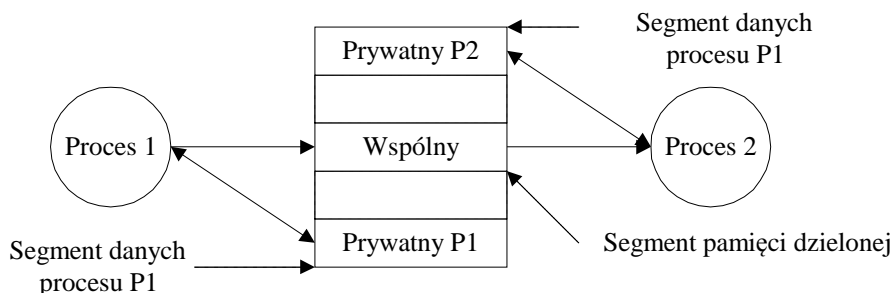 Segment danych
procesu P1
Prywatny P2
Proces 1
Wspólny
Proces 2
Prywatny P1
Segment pamięci dzielonej
Segment danych
procesu P1